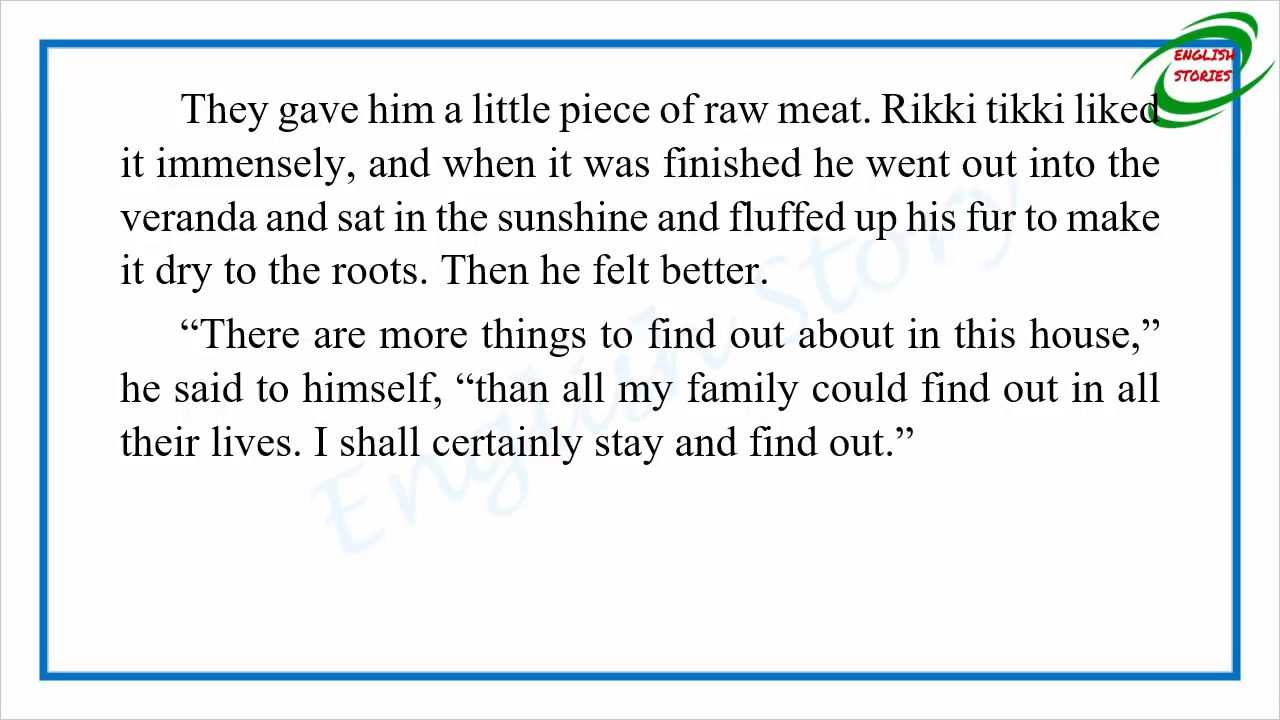 ENGLISH
STORIES
They gave him a little piece of raw meat. Rikki tikki liked
it immensely, and when it was finished he went out into the
veranda and sat in the sunshine and fluffed up his fur to make
it dry to the roots. Then he felt better.
“There are more things to find out about in this house,”
he said to himself, “than all my family could find out in all
their lives. I shall certainly stay and find out.”
English Story